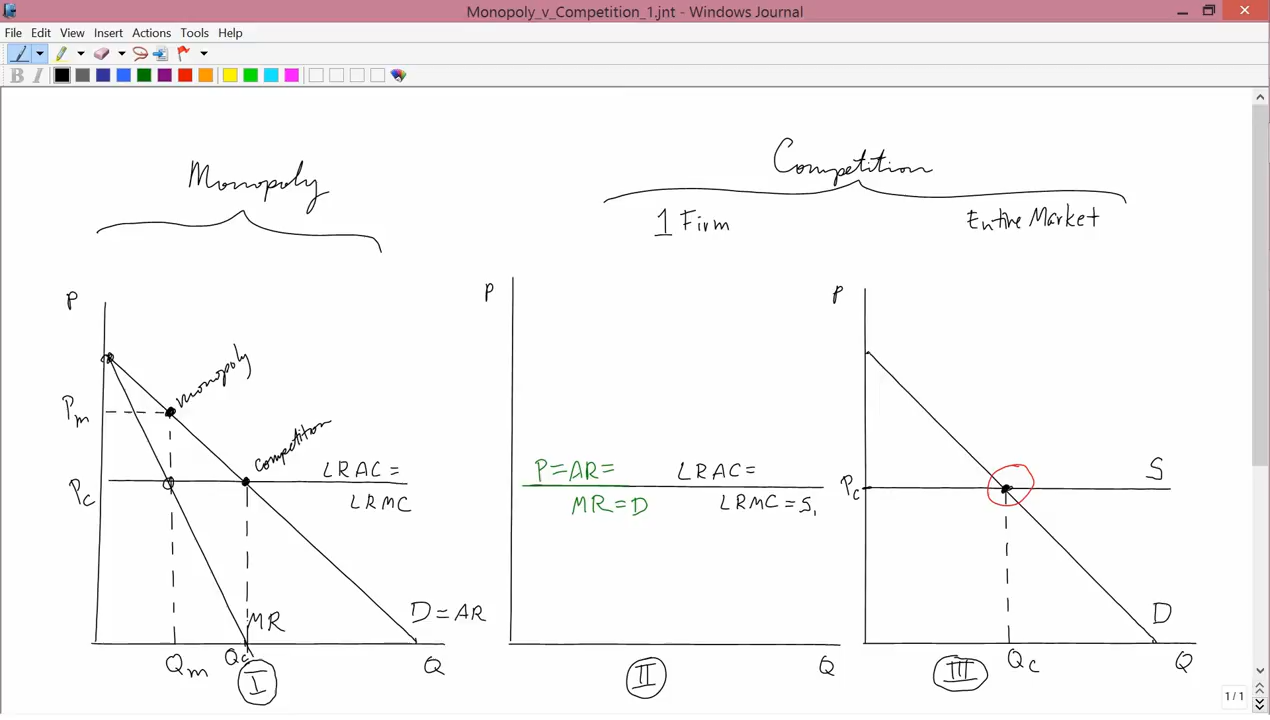 Monopoly_v_Competition_1.jnt - Windows Journal
File Edit View Insert Actions Tools Help
B I
Monopoly
Competition
1 Firm
Entire Market
P
monopoly
Pm
competition
LRAC =
Pc
LRMC
MR
D = AR
Qm
Qc
Q
I
P
P=AR=
LRAC=
MR=D
LRMC=S,
Q
II
P
Pc
S
D
Qc
Q
III
1 / 1